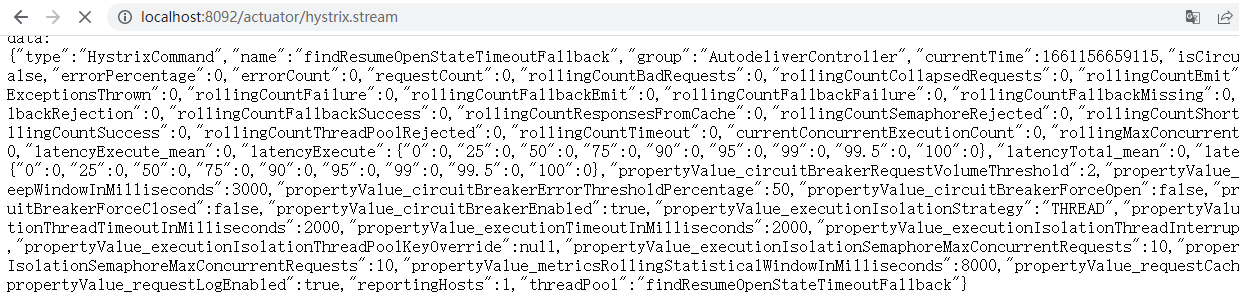 localhost:8092/actuator/hystrix.stream
data:
{"type":"HystrixCommand","name":"findResumeOpenStateTimeoutFallback","group":"AutodeliverController","currentTime":1661156659115,"isCircu
alse,"errorPercentage":0,"errorCount":0,"requestCount":0,"rollingCountBadRequests":0,"rollingCountCollapsedRequests":0,"rollingCountEmit"
ExceptionsThrown":0,"rollingCountFailure":0,"rollingCountFallbackEmit":0,"rollingCountFallbackFailure":0,"rollingCountFallbackMissing":0,
lbackRejection":0,"rollingCountFallbackSuccess":0,"rollingCountResponsesFromCache":0,"rollingCountSemaphoreRejected":0,"rollingCountShort
llingCountSuccess":0,"rollingCountThreadPoolRejected":0,"rollingCountTimeout":0,"currentConcurrentExecutionCount":0,"rollingMaxConcurrent
0,"latencyExecute_mean":0,"latencyExecute":{"0":0,"25":0,"50":0,"75":0,"90":0,"95":0,"99":0,"99.5":0,"100":0},"latencyTotal_mean":0,"late
{"0":0,"25":0,"50":0,"75":0,"90":0,"95":0,"99":0,"99.5":0,"100":0},"propertyValue_circuitBreakerRequestVolumeThreshold":2,"propertyValue_
eepWindowInMilliseconds":3000,"propertyValue_circuitBreakerErrorThresholdPercentage":50,"propertyValue_circuitBreakerForceOpen":false,"pr
uitBreakerForceClosed":false,"propertyValue_circuitBreakerEnabled":true,"propertyValue_executionIsolationStrategy":"THREAD","propertyValu
tionThreadTimeoutInMilliseconds":2000,"propertyValue_executionTimeoutInMilliseconds":2000,"propertyValue_executionIsolationThreadInterrup
,"propertyValue_executionIsolationThreadPoolKeyOverride":null,"propertyValue_executionIsolationSemaphoreMaxConcurrentRequests":10,"proper
IsolationSemaphoreMaxConcurrentRequests":10,"propertyValue_metricsRollingStatisticalWindowInMilliseconds":8000,"propertyValue_requestCach
propertyValue_requestLogEnabled":true,"reportingHosts":1,"threadPool":"findResumeOpenStateTimeoutFallback"}